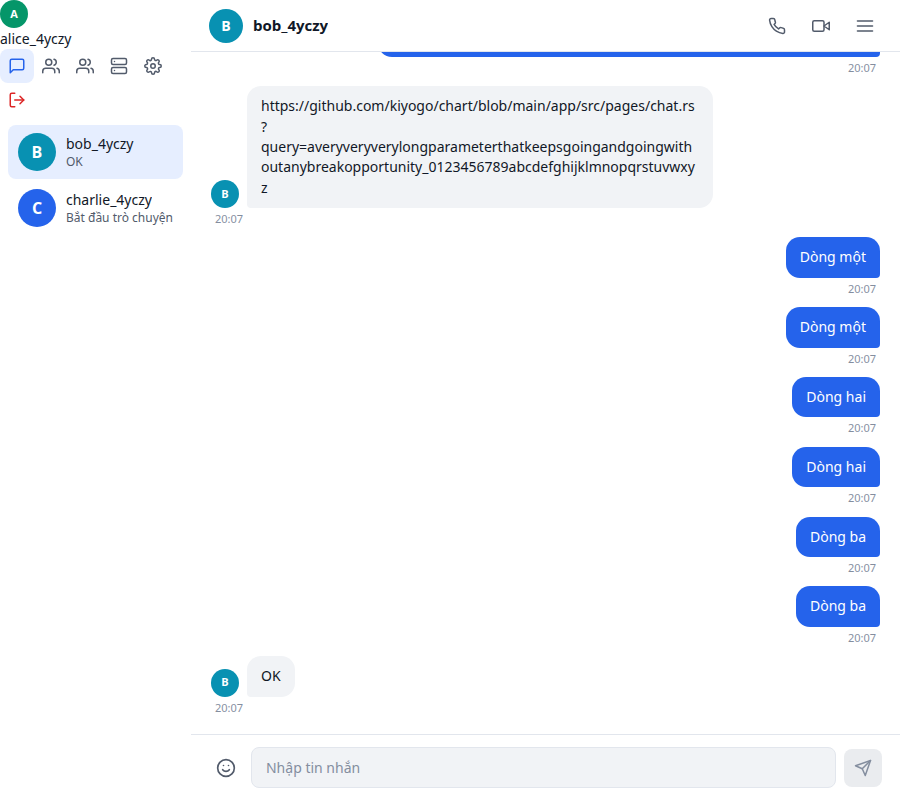 A
alice_4yczy
B
bob_4yczy
OK
C
charlie_4yczy
Bắt đầu trò chuyện
B
bob_4yczy
20:07
https://github.com/kiyogo/chart/blob/main/app/src/pages/chat.rs
?
query=averyveryverylongparameterthatkeepsgoingandgoingwith
outanybreakopportunity_0123456789abcdefghijklmnopqrstuvwxy
z
B
20:07
Dòng một
20:07
Dòng một
20:07
Dòng hai
20:07
Dòng hai
20:07
Dòng ba
20:07
Dòng ba
20:07
B
OK
20:07
Nhập tin nhắn